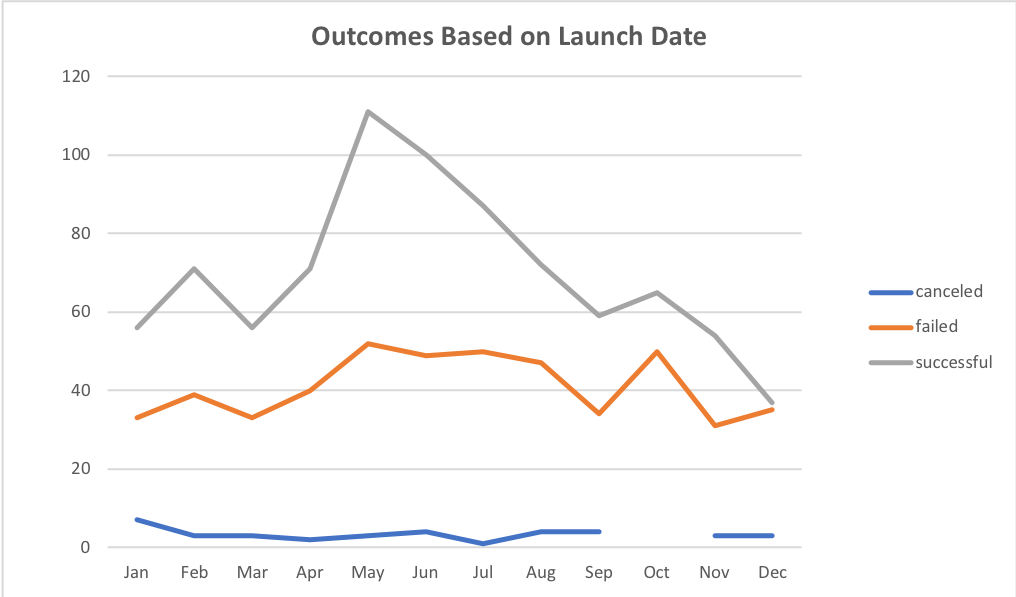 Outcomes Based on Launch Date
120
100
80
60
40
20
0
Jan Feb Mar Apr May Jun Jul Aug Sep Oct Nov Dec
canceled
failed
successful